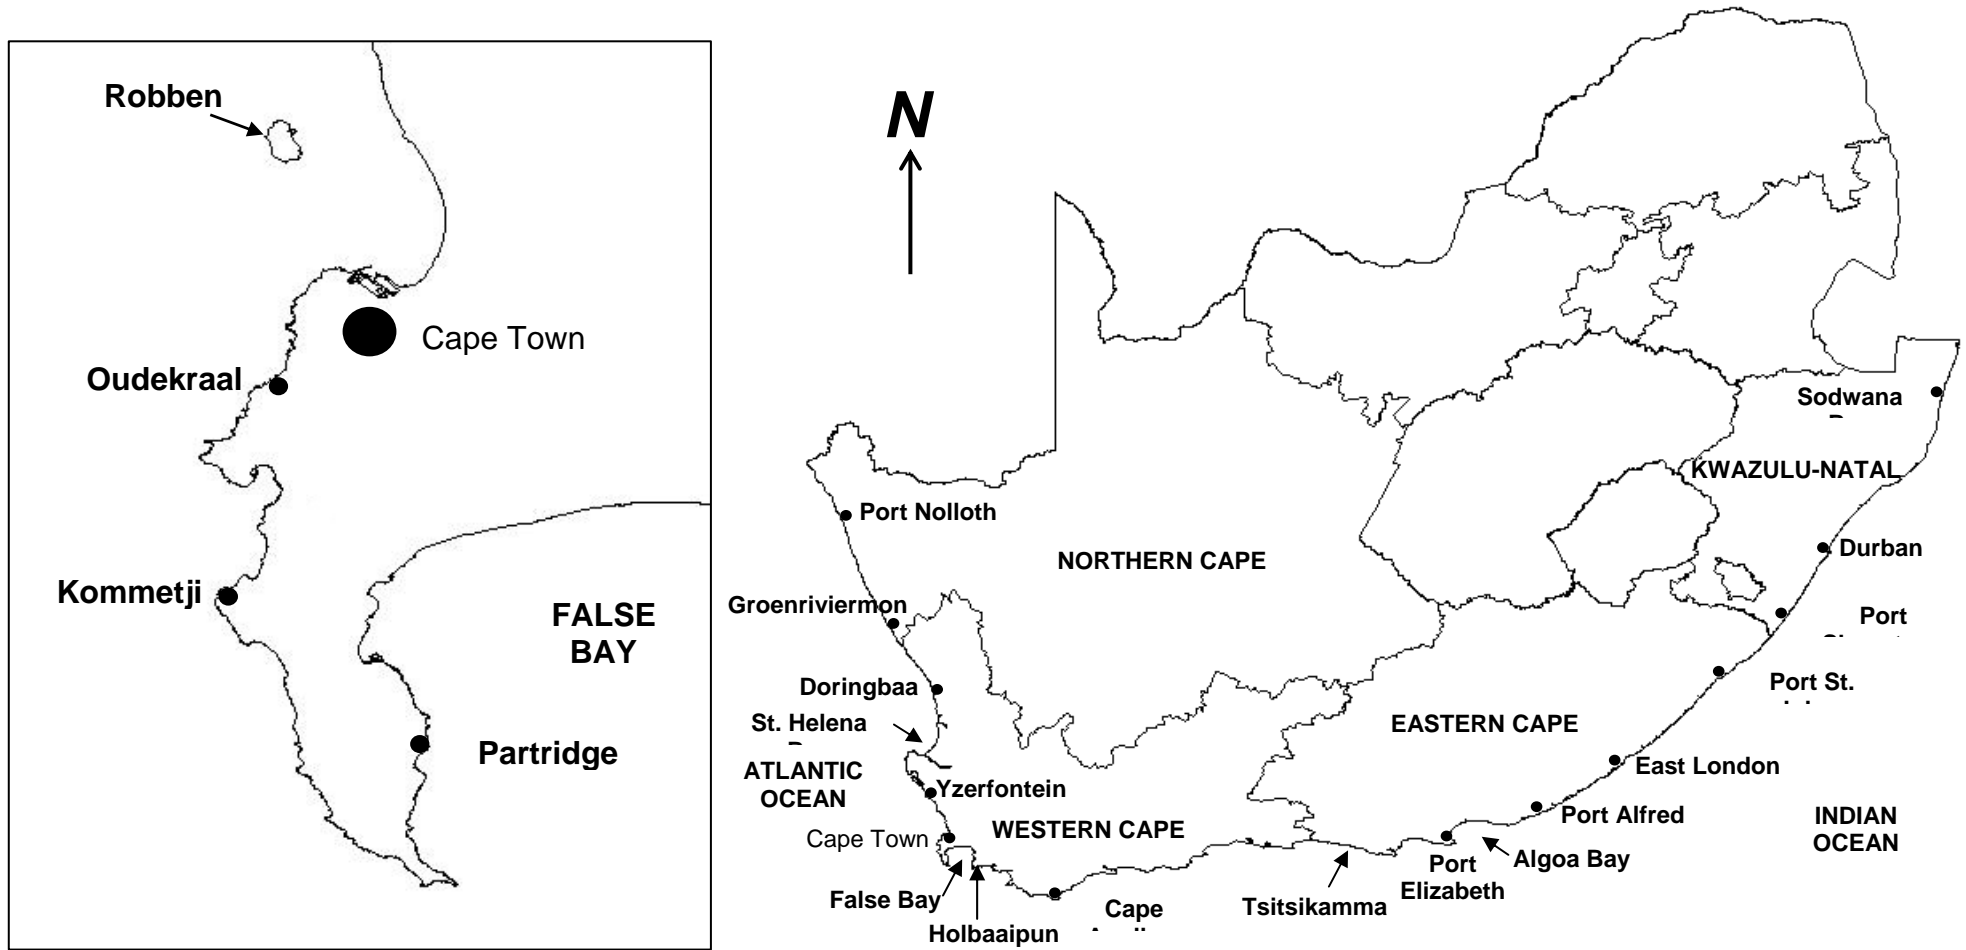 Robben
Cape Town
Oudekraal
Kommetji
FALSE
BAY
Partridge
N
Sodwana
KWAZULU-NATAL
Port Nolloth
Durban
NORTHERN CAPE
Groenriviermon
Port
Doringbaa
Port St.
St. Helena
EASTERN CAPE
ATLANTIC
OCEAN
East London
Yzerfontein
Port Alfred
INDIAN
OCEAN
Cape Town
WESTERN CAPE
Algoa Bay
Port
Elizabeth
False Bay
Tsitsikamma
Cape
Holbaaipun